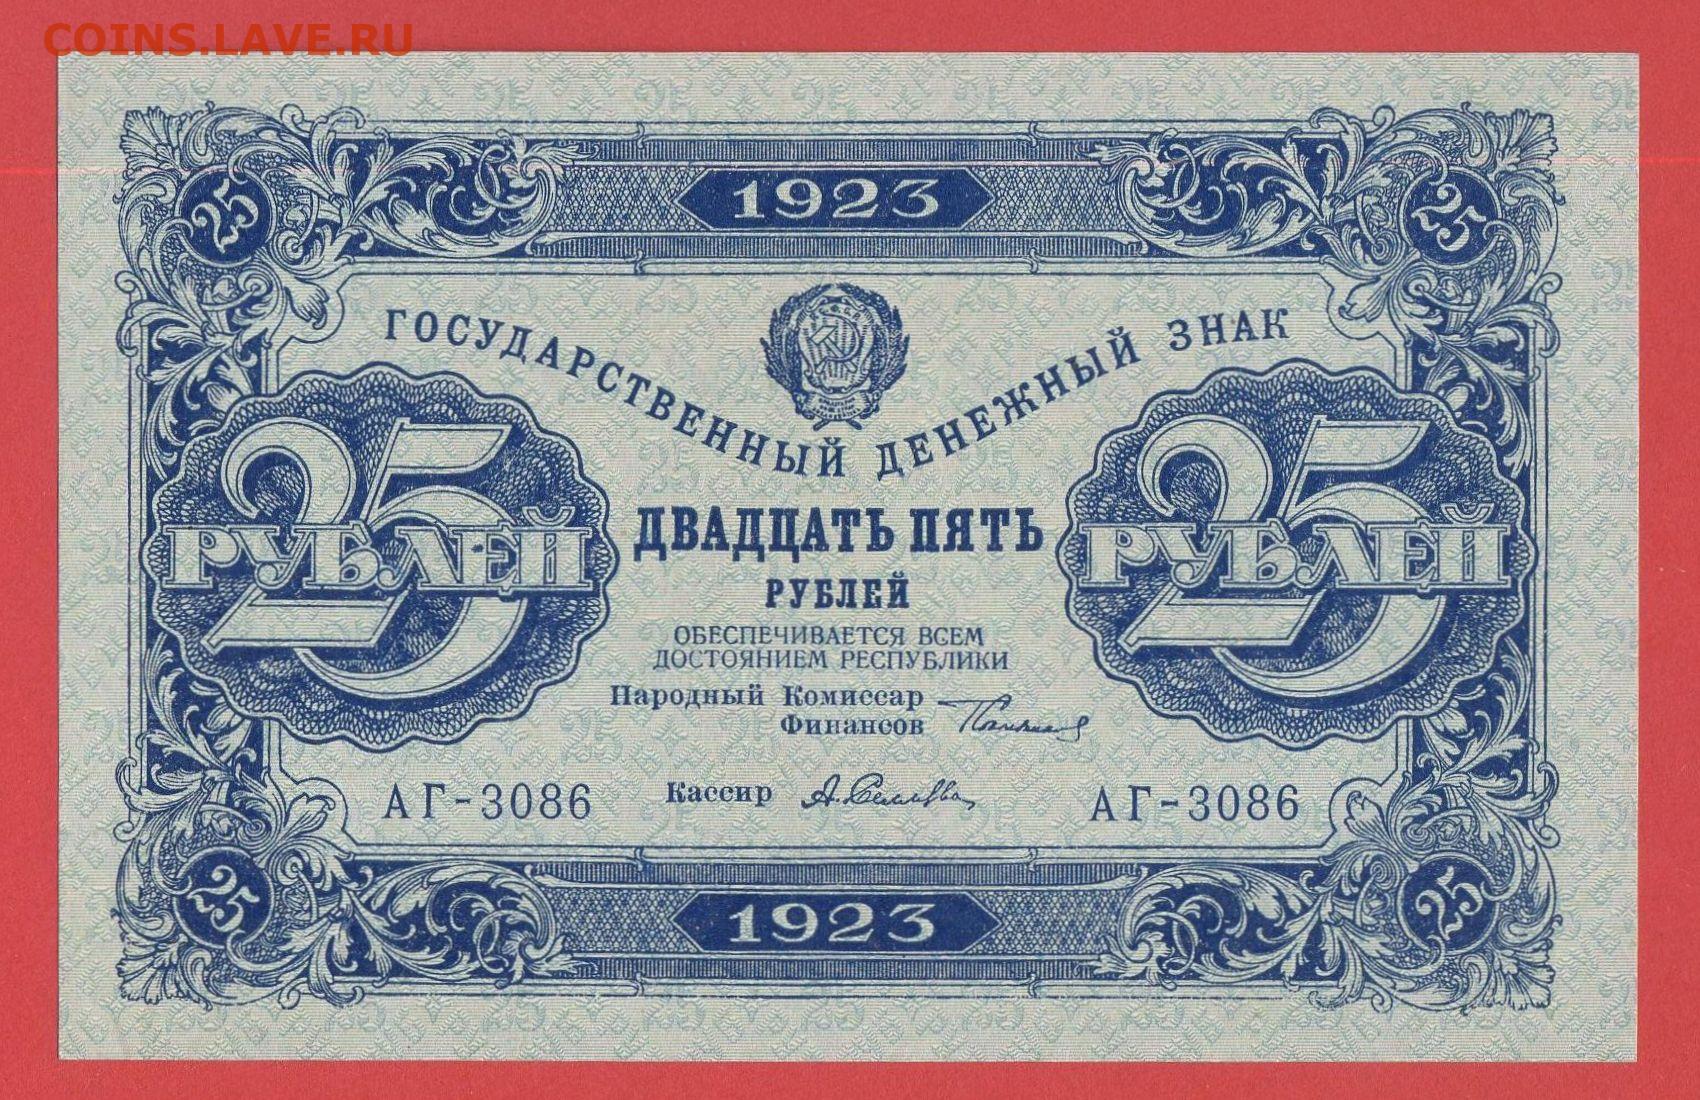 COINS.LAVE.RU
1923
25 25
ГОСУДАРСТВЕННЫЙ ДЕНЕЖНЫЙ ЗНАК
25 РУБЛЕЙ
ДВАДЦАТЬ ПЯТЬ
РУБЛЕЙ
25 РУБЛЕЙ
ОБЕСПЕЧИВАЕТСЯ ВСЕМ
ДОСТОЯНИЕМ РЕСПУБЛИКИ
Народный Комиссар
Финансов
Кассир
АГ-3086 АГ-3086
25 25
1923